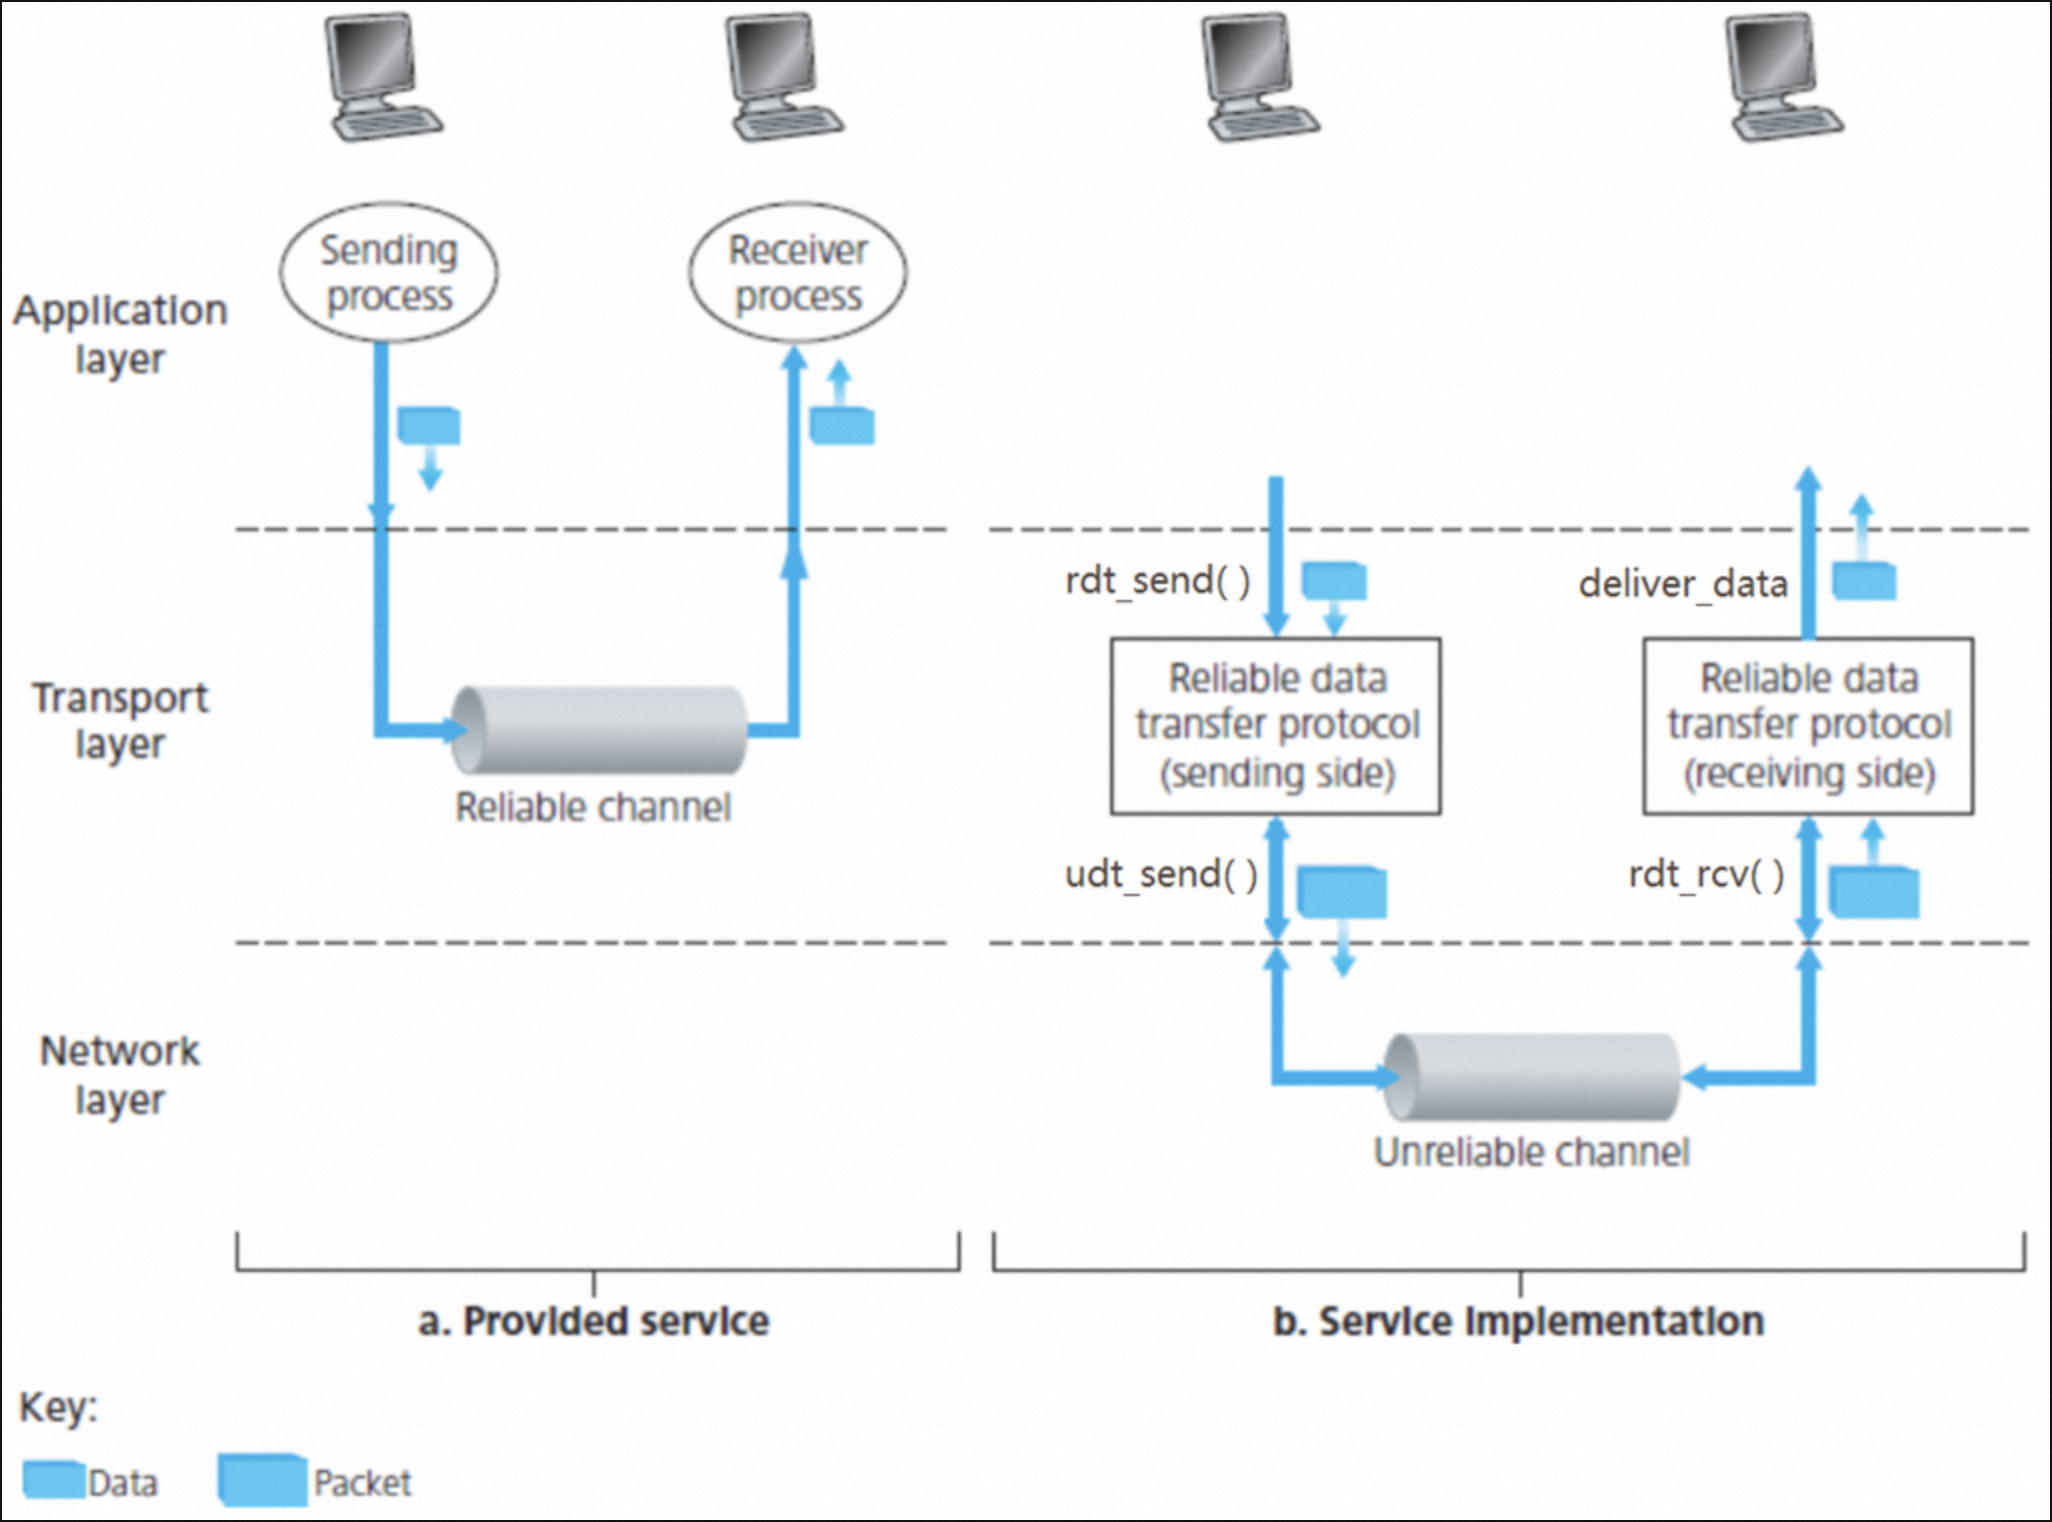 Sending
process
Receiver
process
Application
layer
rdt_send( )
deliver_data
Transport
layer
Reliable channel
Reliable data
transfer protocol
(sending side)
Reliable data
transfer protocol
(receiving side)
udt_send( )
rdt_rcv( )
Network
layer
Unreliable channel
a. Provided service
b. Service implementation
Key:
Data
Packet